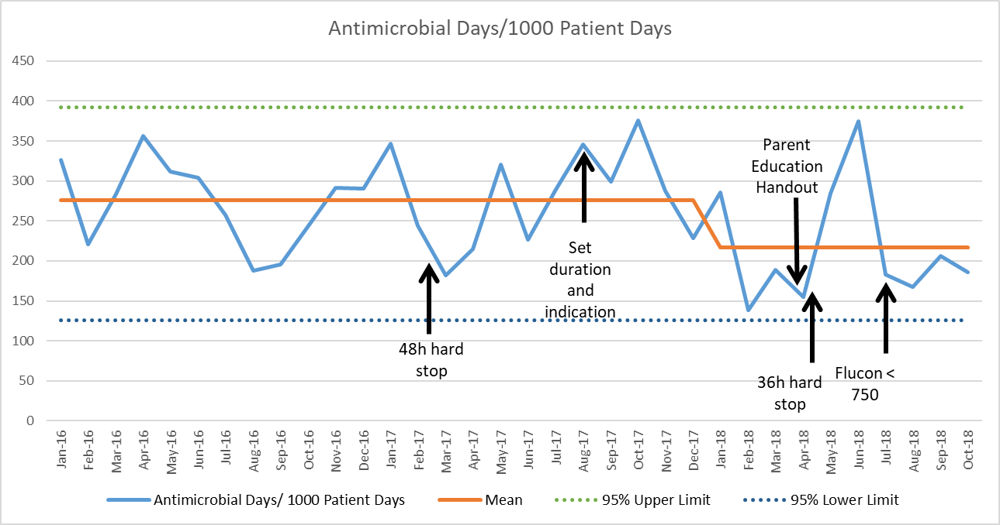 Antimicrobial Days/1000 Patient Days
450
400
350
300
250
200
150
100
50
0
Parent
Education
Handout
Set
duration
and
indication
48h hard
stop
36h hard
stop
Flucon <
750
Jan-16
Feb-16
Mar-16
Apr-16
May-16
Jun-16
Jul-16
Aug-16
Sep-16
Oct-16
Nov-16
Dec-16
Jan-17
Feb-17
Mar-17
Apr-17
May-17
Jun-17
Jul-17
Aug-17
Sep-17
Oct-17
Nov-17
Dec-17
Jan-18
Feb-18
Mar-18
Apr-18
May-18
Jun-18
Jul-18
Aug-18
Sep-18
Oct-18
Antimicrobial Days/ 1000 Patient Days
Mean
95% Upper Limit
95% Lower Limit